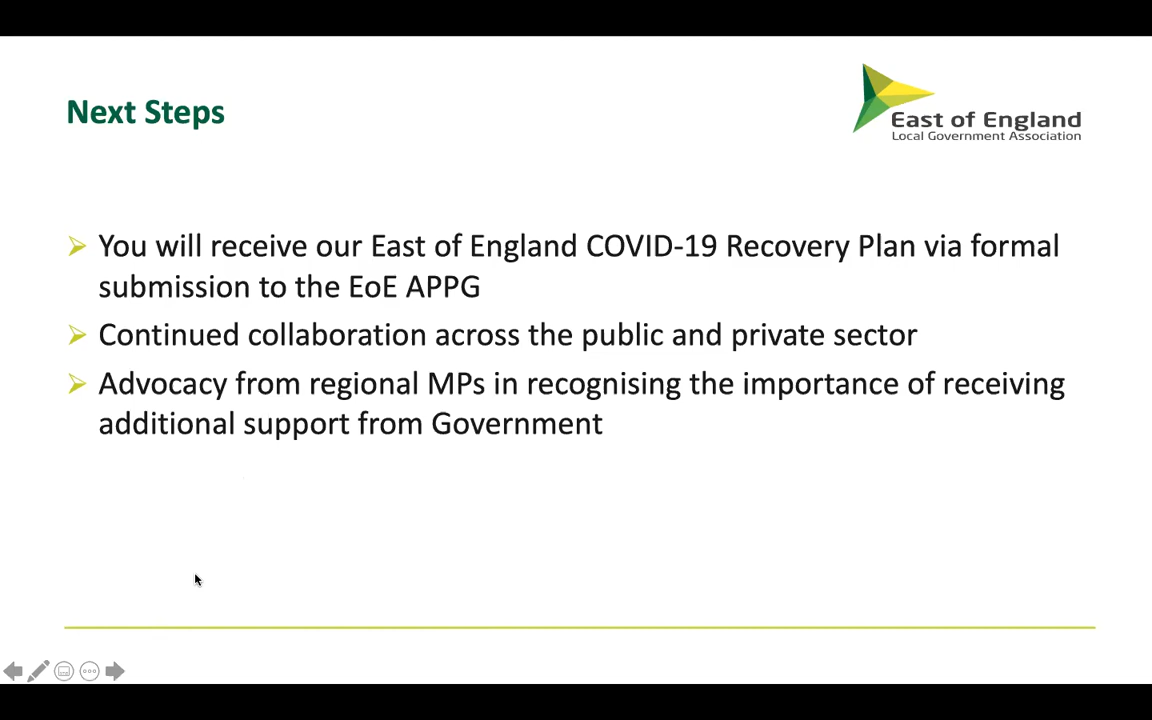 Next Steps
East of England
Local Government Association
You will receive our East of England COVID-19 Recovery Plan via formal
submission to the EoE APPG
Continued collaboration across the public and private sector
Advocacy from regional MPs in recognising the importance of receiving
additional support from Government